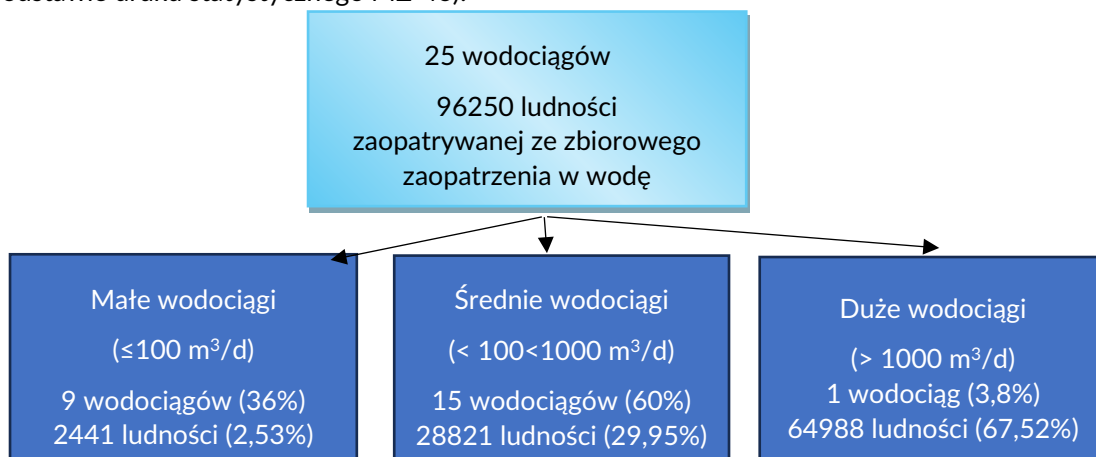 25 wodociągów
96250 ludności
zaopatrywanej ze zbiorowego
zaopatrzenia w wodę
Małe wodociągi
(≤100 m³/d)
9 wodociągów (36%)
2441 ludności (2,53%)
Średnie wodociągi
(< 100<1000 m³/d)
15 wodociągów (60%)
28821 ludności (29,95%)
Duże wodociągi
(> 1000 m³/d)
1 wodociąg (3,8%)
64988 ludności (67,52%)